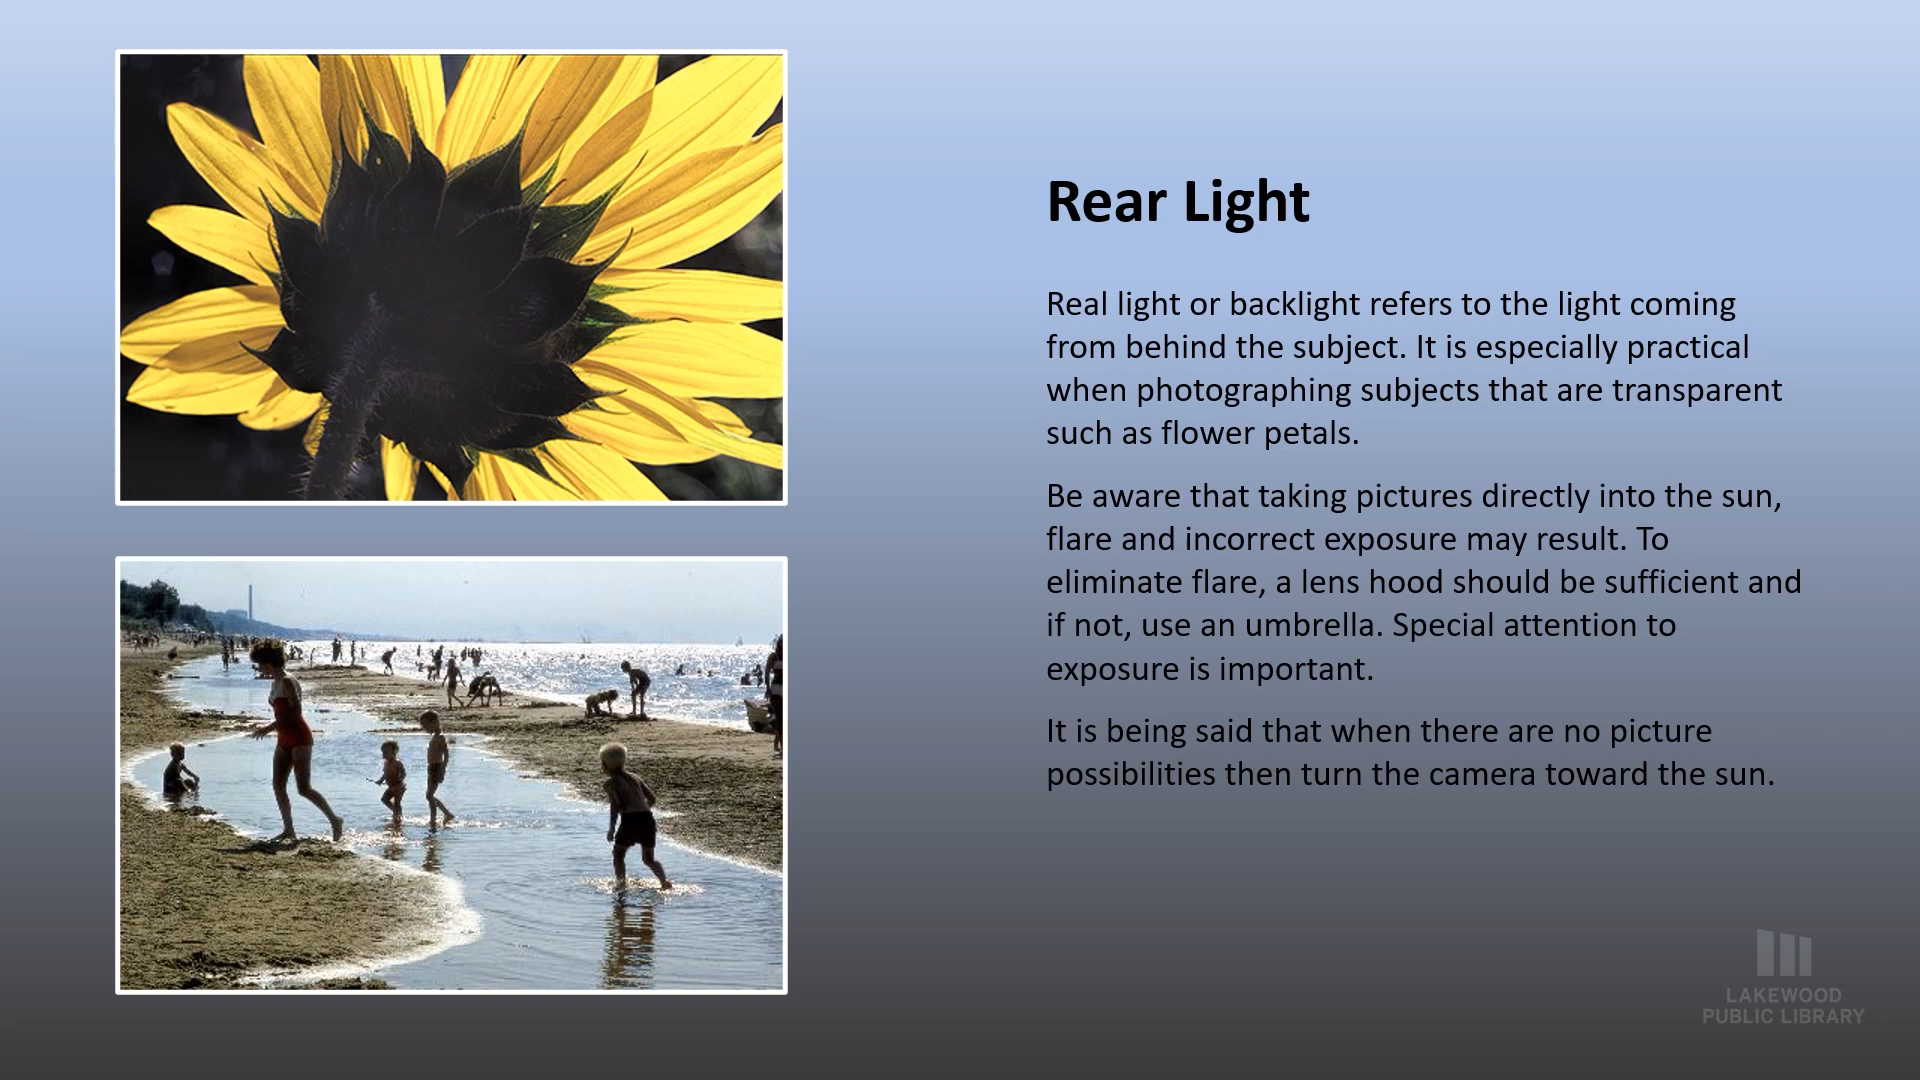 Rear Light
Real light or backlight refers to the light coming
from behind the subject. It is especially practical
when photographing subjects that are transparent
such as flower petals.
Be aware that taking pictures directly into the sun,
flare and incorrect exposure may result. To
eliminate flare, a lens hood should be sufficient and
if not, use an umbrella. Special attention to
exposure is important.
It is being said that when there are no picture
possibilities then turn the camera toward the sun.
LAKEWOOD
PUBLIC LIBRARY